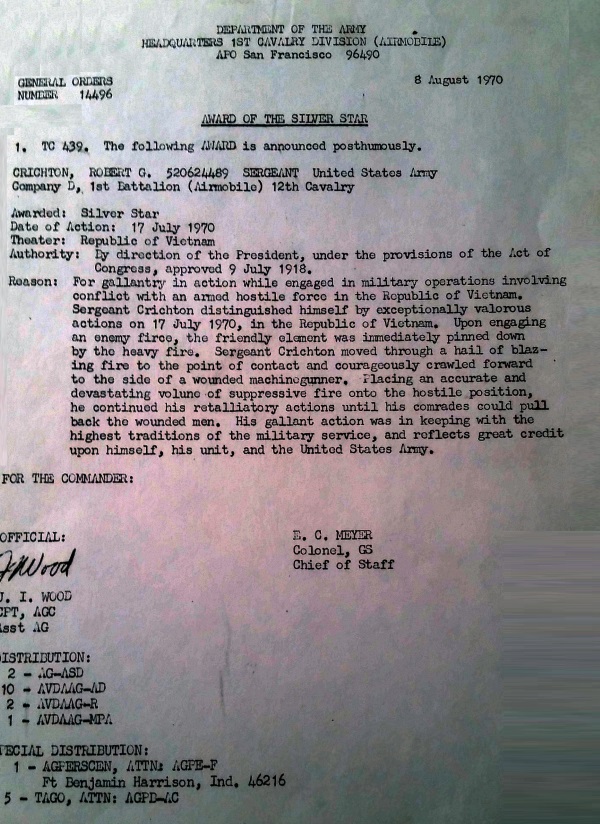 DEPARTMENT OF THE ARMY
HEADQUARTERS 1ST CAVALRY DIVISION (AIRMOBILE)
APO San Francisco 96490
GENERAL ORDERS 8 August 1970
NUMBER 14496
AWARD OF THE SILVER STAR
1. TC 439. The following AWARD is announced posthumously.
CRICHTON, ROBERT G. 520624489 SERGEANT United States Army
Company D, 1st Battalion (Airmobile) 12th Cavalry
Awarded: Silver Star
Date of Action: 17 July 1970
Theater: Republic of Vietnam
Authority: By direction of the President, under the provisions of the Act of
Congress, approved 9 July 1918.
Reason: For gallantry in action while engaged in military operations involving
conflict with an armed hostile force in the Republic of Vietnam.
Sergeant Crichton distinguished himself by exceptionally valorous
actions on 17 July 1970, in the Republic of Vietnam. Upon engaging
an enemy firce, the friendly element was immediately pinned down
by the heavy fire. Sergeant Crichton moved through a hail of blaz-
ing fire to the point of contact and courageously crawled forward
to the side of a wounded machinegunner. Placing an accurate and
devastating volume of suppressive fire onto the hostile position,
he continued his retalliatory actions until his comrades could pull
back the wounded men. His gallant action was in keeping with the
highest traditions of the military service, and reflects great credit
upon himself, his unit, and the United States Army.
FOR THE COMMANDER:
OFFICIAL: E. C. MEYER
Colonel, GS
Chief of Staff
JIWood
J. I. WOOD
CPT, AGC
Asst AG
ISTRIBUTION:
2 - AG-ASD
10 - AVDAAG-AD
2 - AVDAAG-R
1 - AVDAAG-MPA
PECIAL DISTRIBUTION:
1 - AGPERSCEN, ATTN: AGPE-F
Ft Benjamin Harrison, Ind. 46216
5 - TAGO, ATTN: AGPD-AC